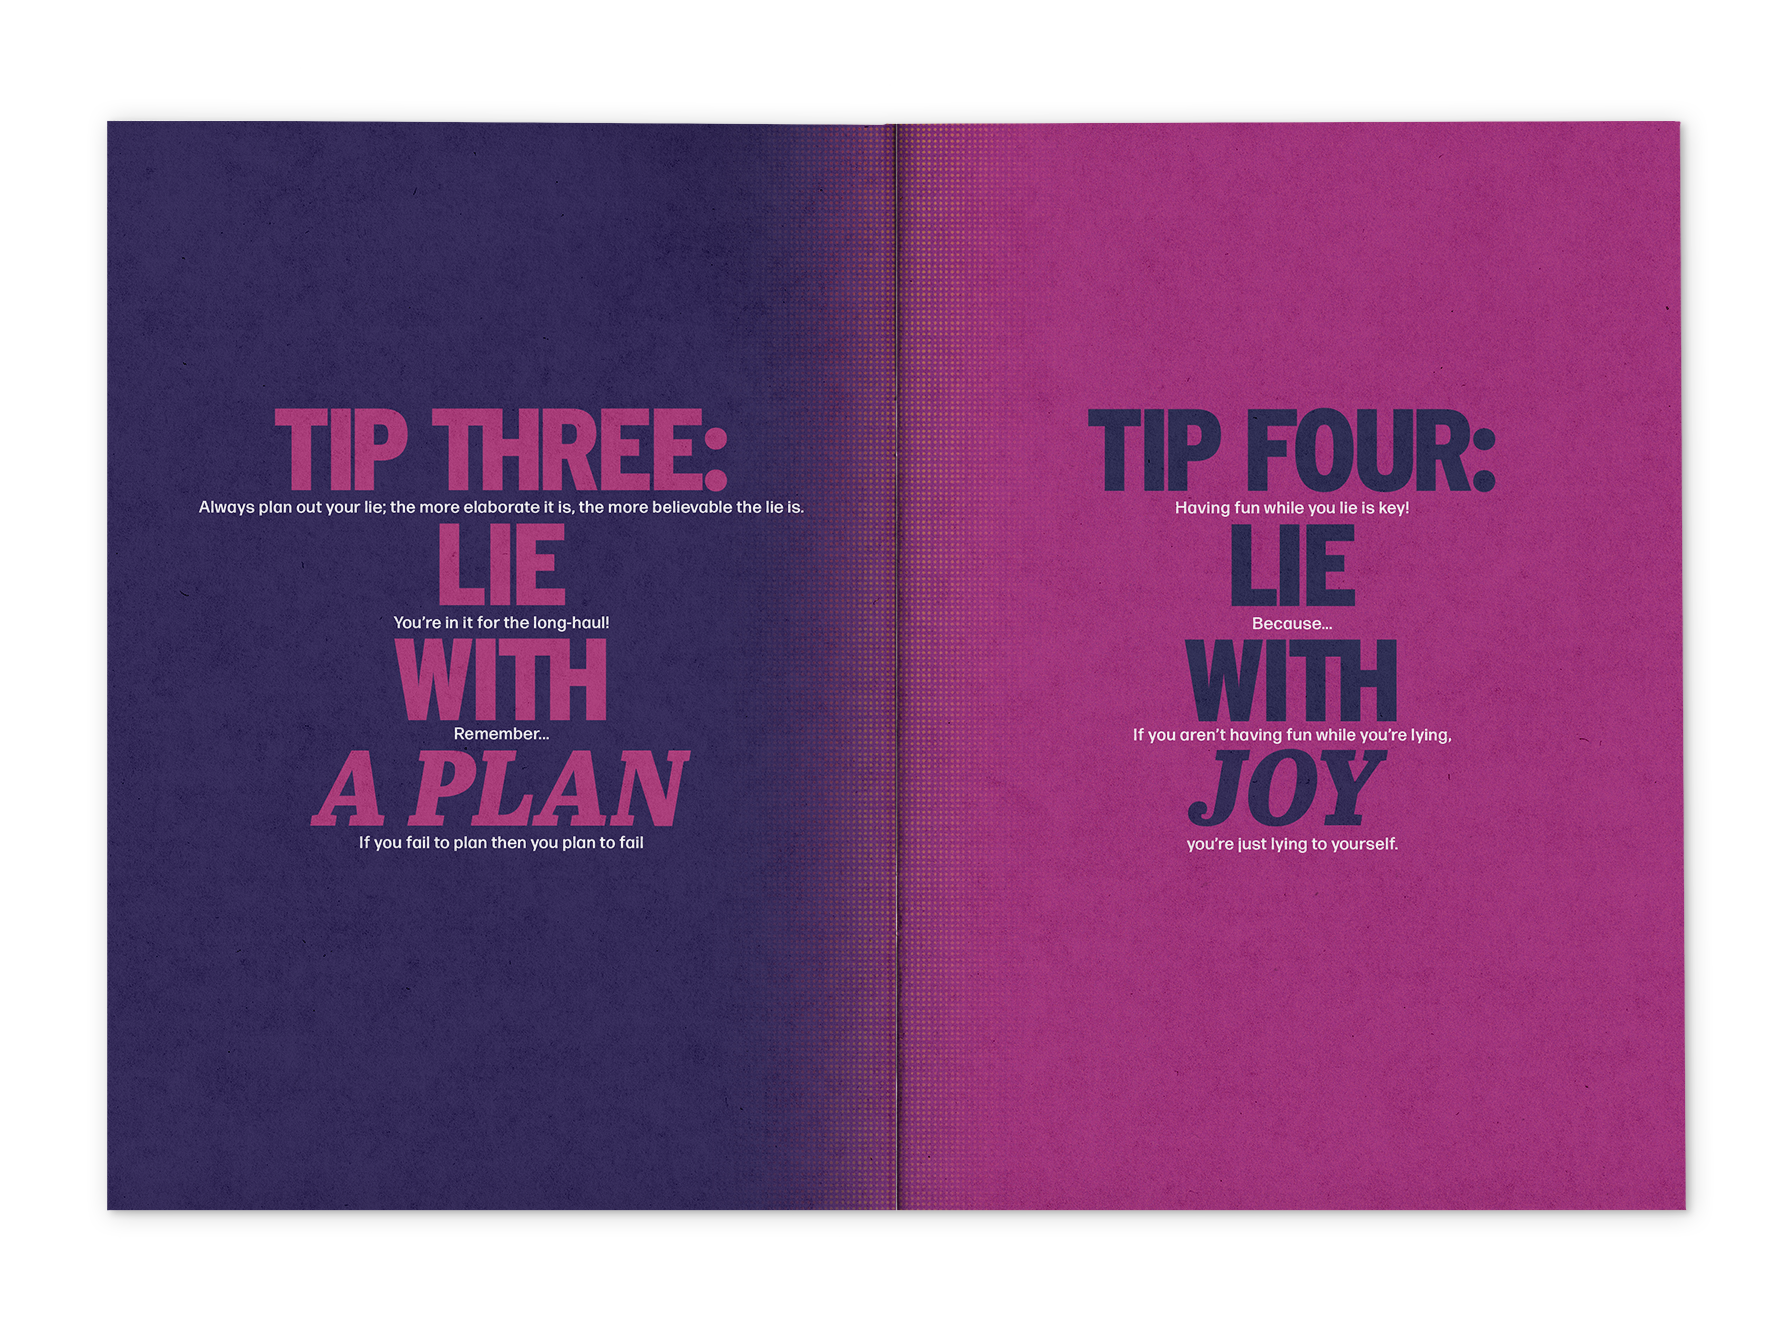 TIP THREE:
Always plan out your lie; the more elaborate it is, the more believable the lie is.
LIE
You're in it for the long-haul!
WITH
Remember...
A PLAN
If you fail to plan then you plan to fail
TIP FOUR:
Having fun while you lie is key!
LIE
Because...
WITH
If you aren't having fun while you're lying,
JOY
you're just lying to yourself.